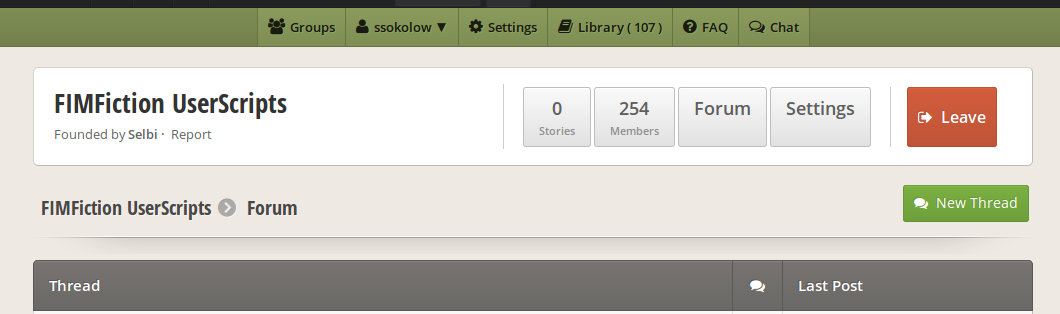 Groups ssokolow ▼ Settings Library ( 107 ) FAQ Chat
FIMFiction UserScripts
Founded by Selbi · Report
0
Stories
254
Members
Forum
Settings
Leave
FIMFiction UserScripts Forum
New Thread
Thread Last Post